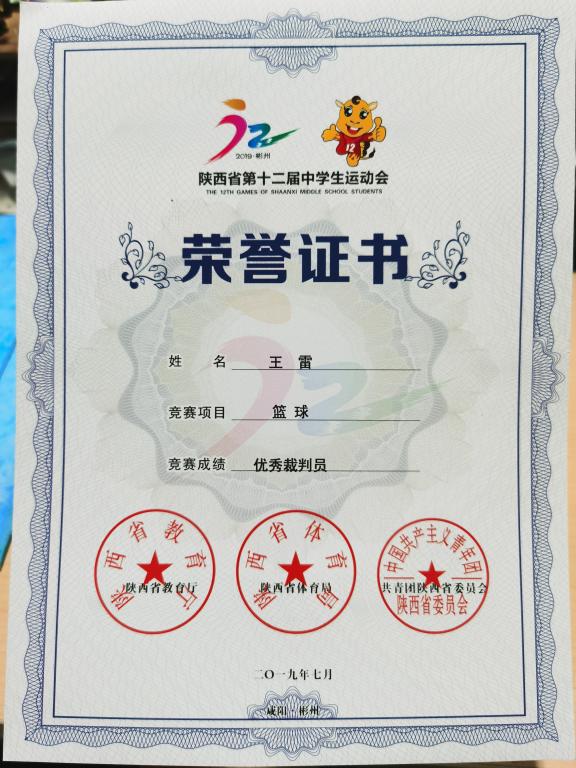 2019·彬州
12
陕西省第十二届中学生运动会
THE 12TH GAMES OF SHAANXI MIDDLE SCHOOL STUDENTS
荣誉证书
姓 名 王 雷
竞赛项目 篮 球
竞赛成绩 优秀裁判员
陕西省教育厅
陕西省教育厅
陕西省体育局
陕西省体育局
中国共产主义青年团
共青团陕西省委员会
陕西省委员会
二〇一九年七月
咸阳·彬州